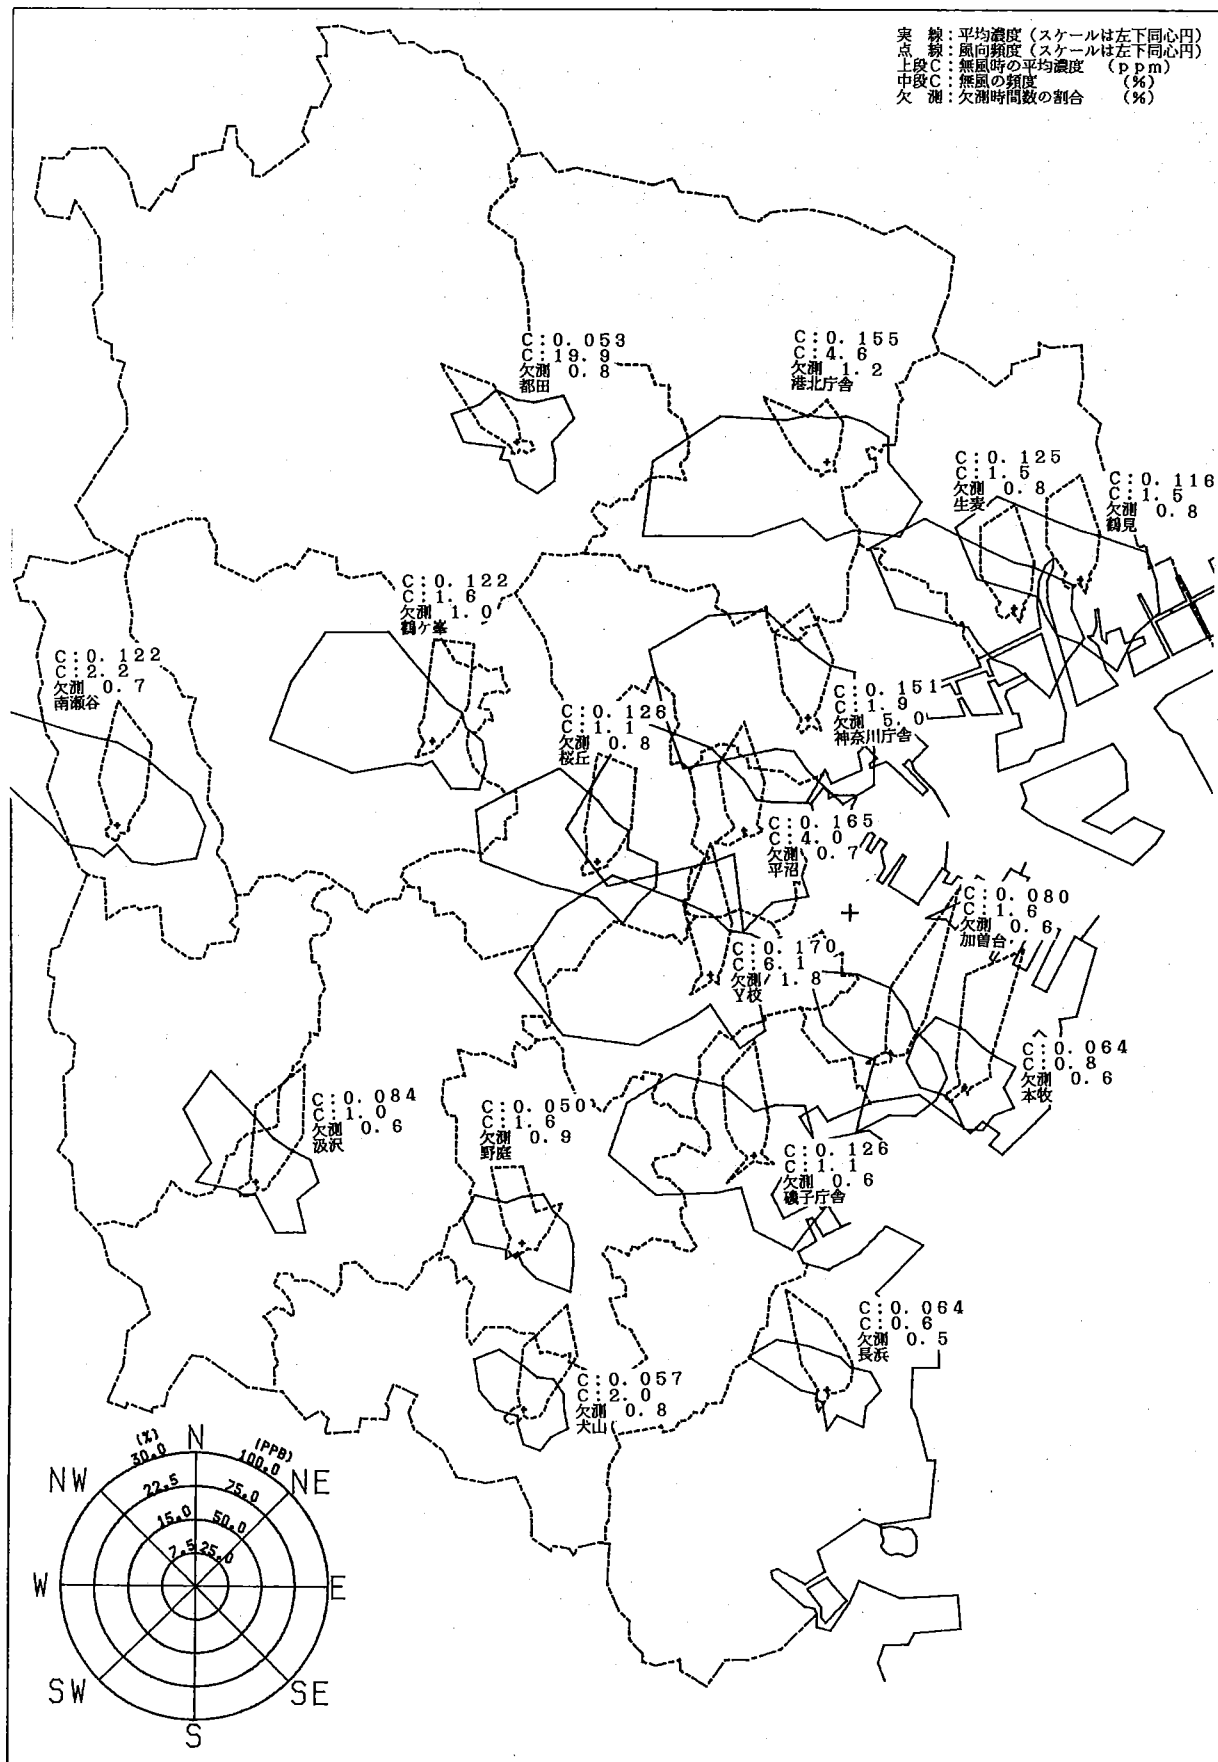 実　線：平均濃度（スケールは左下同心円）
点　線：風向頻度（スケールは左下同心円）
上段C：無風時の平均濃度　（ppm）
中段C：無風の頻度　（%）
欠　測：欠測時間数の割合　（%）
C：0.053
C：19.9
欠測 0.8
都田
C：0.155
C：4.6
欠測 1.2
港北庁舎
C：0.125
C：1.5
欠測 0.8
生麦
C：0.116
C：1.5
欠測 0.8
鶴見
C：0.122
C：1.6
欠測 1.0
鶴ケ峯
C：0.122
C：2.2
欠測 0.7
南瀬谷
C：0.126
C：1.1
欠測 0.8
桜丘
C：0.151
C：1.9
欠測 5.0
神奈川庁舎
C：0.165
C：4.0
欠測 0.7
平沼
C：0.080
C：1.6
欠測 0.6
加曽台
C：0.170
C：6.1
欠測 1.8
Y校
C：0.064
C：0.8
欠測 0.6
本牧
C：0.084
C：1.0
欠測 0.6
汲沢
C：0.050
C：1.6
欠測 0.9
野庭
C：0.126
C：1.1
欠測 0.6
磯子庁舎
C：0.064
C：0.6
欠測 0.5
長浜
C：0.057
C：2.0
欠測 0.8
犬山
(%) N (PPB)
30.0 100.0
NW NE
22.5 75.0
15.0 50.0
7.5 25.0
W E
SW SE
S